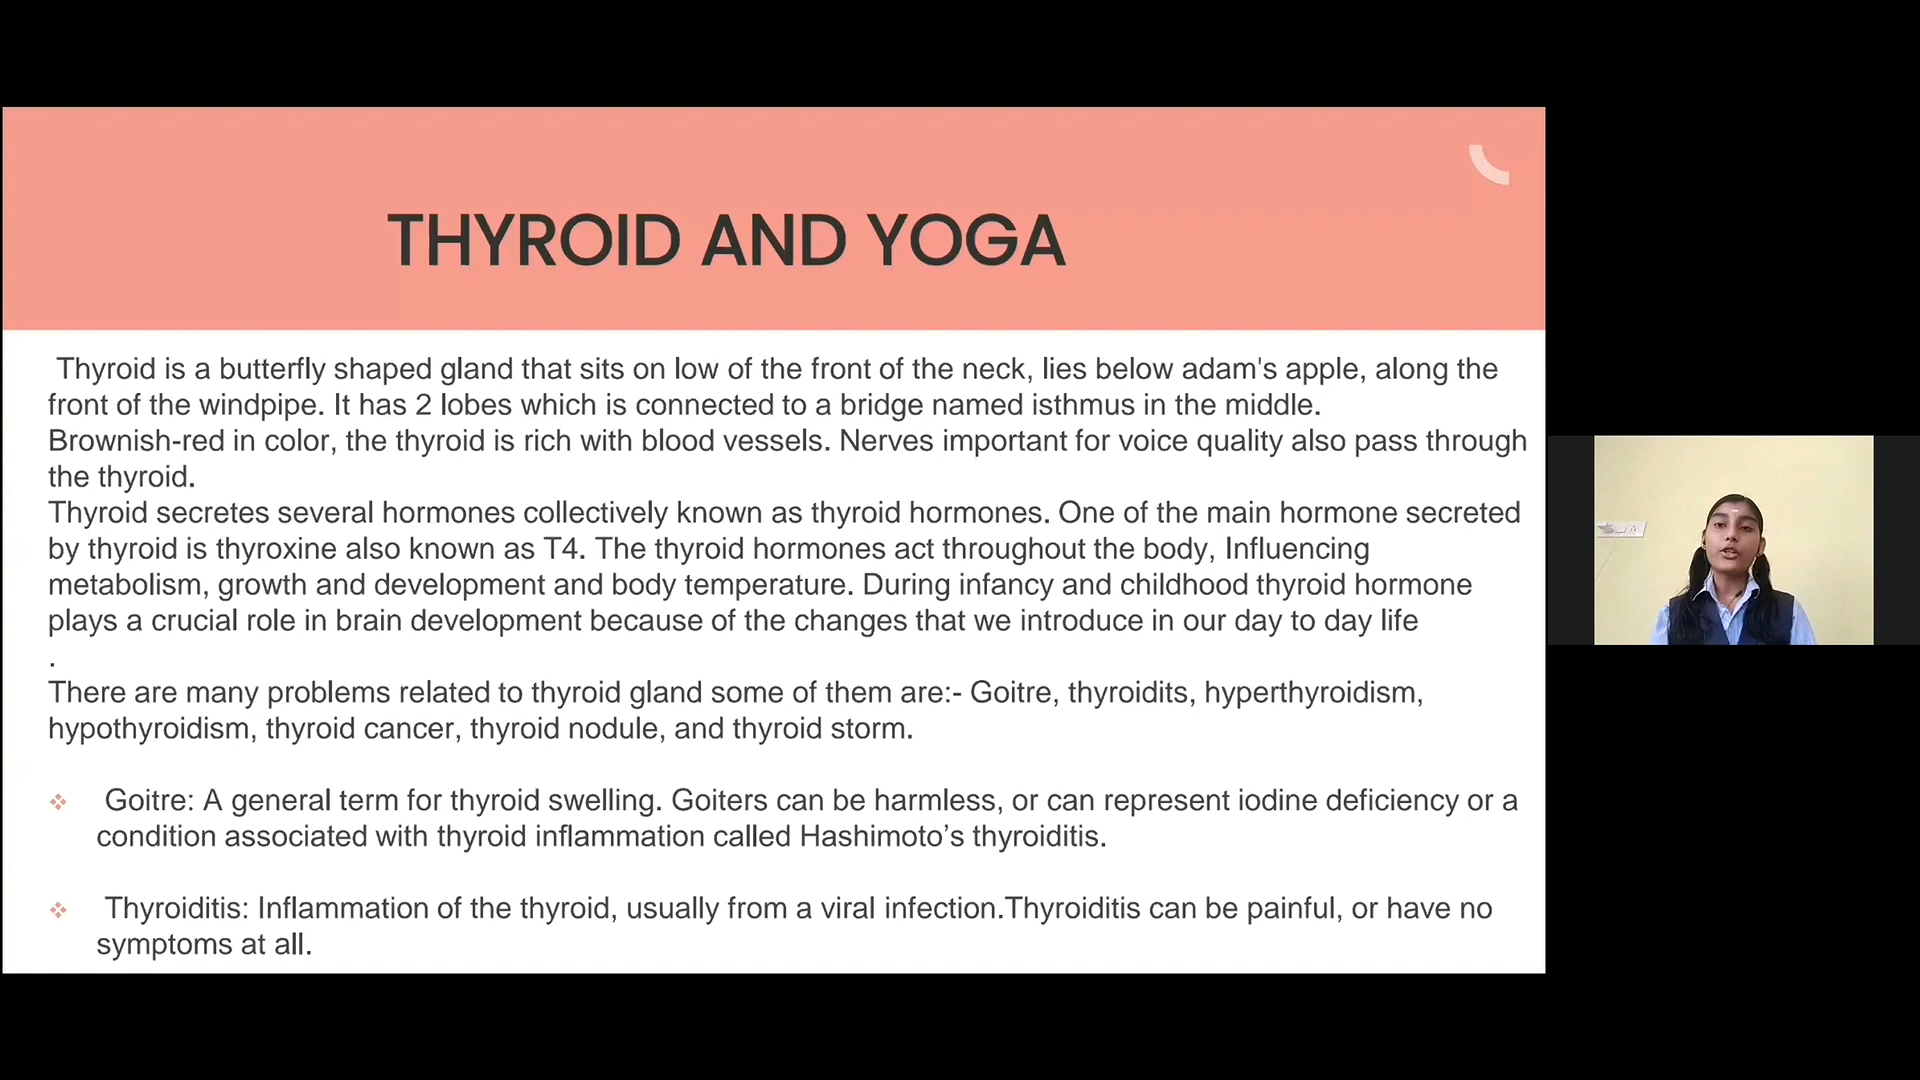 THYROID AND YOGA
Thyroid is a butterfly shaped gland that sits on low of the front of the neck, lies below adam's apple, along the
front of the windpipe. It has 2 lobes which is connected to a bridge named isthmus in the middle.
Brownish-red in color, the thyroid is rich with blood vessels. Nerves important for voice quality also pass through
the thyroid.
Thyroid secretes several hormones collectively known as thyroid hormones. One of the main hormone secreted
by thyroid is thyroxine also known as T4. The thyroid hormones act throughout the body, Influencing
metabolism, growth and development and body temperature. During infancy and childhood thyroid hormone
plays a crucial role in brain development because of the changes that we introduce in our day to day life
.
There are many problems related to thyroid gland some of them are:- Goitre, thyroidits, hyperthyroidism,
hypothyroidism, thyroid cancer, thyroid nodule, and thyroid storm.
❖ Goitre: A general term for thyroid swelling. Goiters can be harmless, or can represent iodine deficiency or a
condition associated with thyroid inflammation called Hashimoto’s thyroiditis.
❖ Thyroiditis: Inflammation of the thyroid, usually from a viral infection.Thyroiditis can be painful, or have no
symptoms at all.